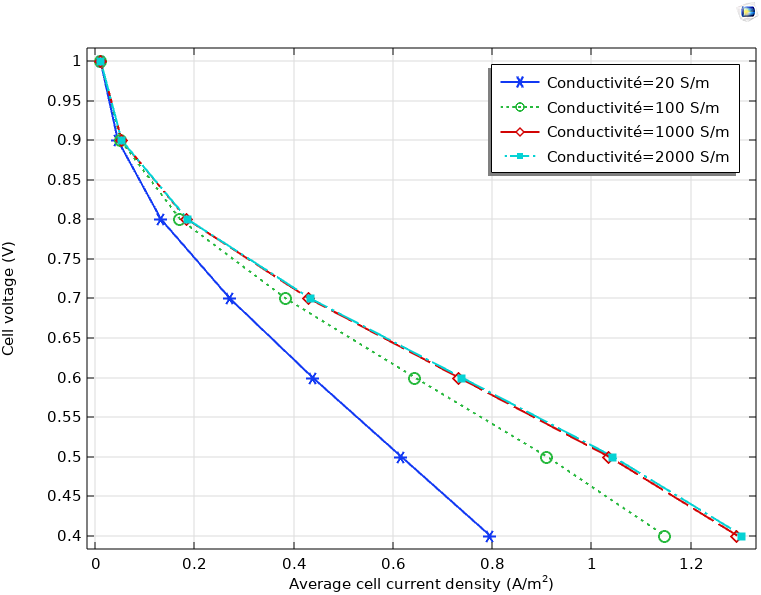 Conductivité=20 S/m
Conductivité=100 S/m
Conductivité=1000 S/m
Conductivité=2000 S/m
Cell voltage (V)
1
0.95
0.9
0.85
0.8
0.75
0.7
0.65
0.6
0.55
0.5
0.45
0.4
0 0.2 0.4 0.6 0.8 1 1.2
Average cell current density (A/m²)